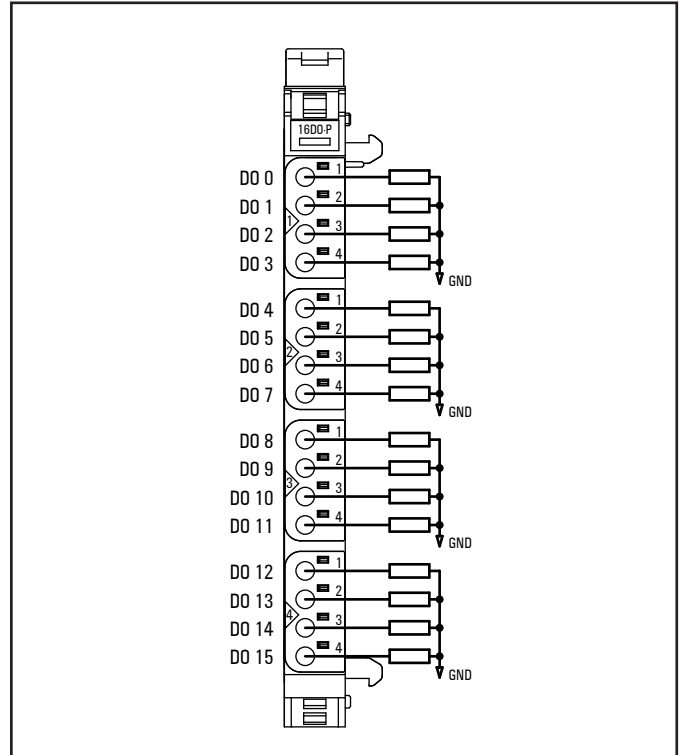 16DO-P
DO 0 1
DO 1 2
1
DO 2 3
DO 3 4
GND
DO 4 1
DO 5 2
2
DO 6 3
DO 7 4
GND
DO 8 1
DO 9 2
3
DO 10 3
DO 11 4
GND
DO 12 1
DO 13 2
4
DO 14 3
DO 15 4
GND